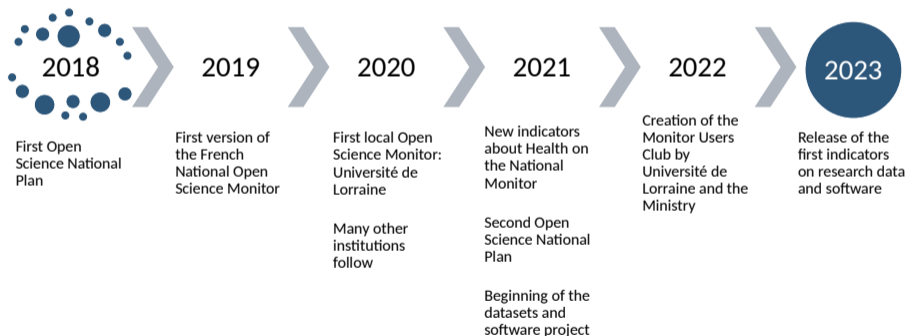 2018
First Open
Science National
Plan
2019
First version of
the French
National Open
Science Monitor
2020
First local Open
Science Monitor:
Université de
Lorraine
Many other
institutions
follow
2021
New indicators
about Health on
the National
Monitor
Second Open
Science National
Plan
Beginning of the
datasets and
software project
2022
Creation of the
Monitor Users
Club by
Université de
Lorraine and the
Ministry
2023
Release of the
first indicators
on research data
and software